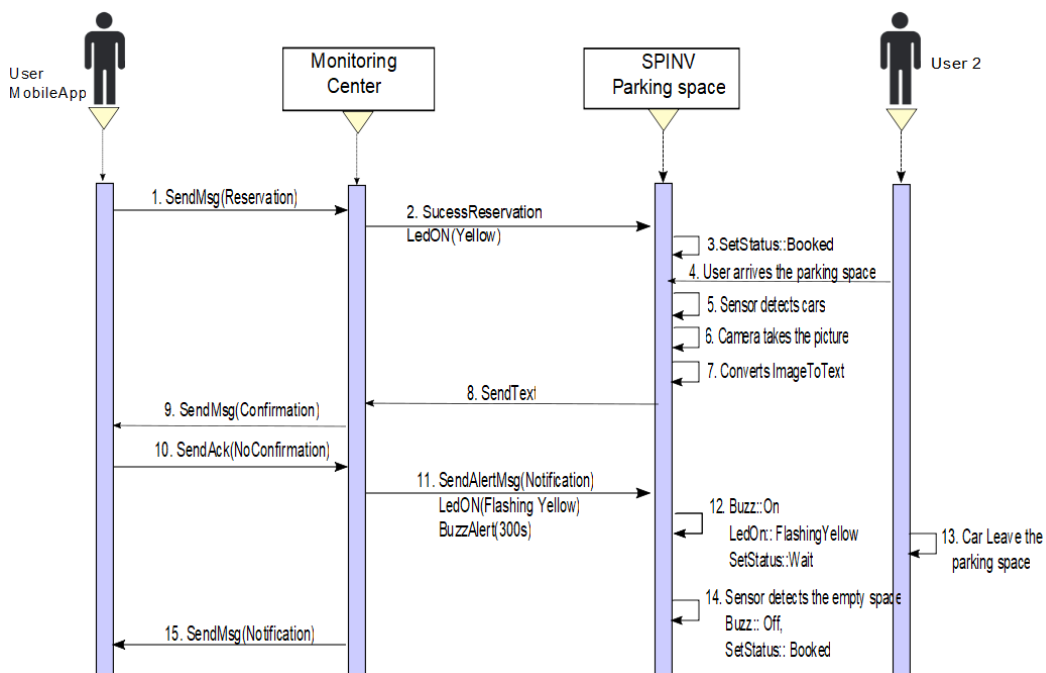 User
MobileApp
Monitoring
Center
SPINV
Parking space
User 2
1. SendMsg(Reservation)
2. SucessReservation
LedON(Yellow)
3.SetStatus::Booked
4. User arrives the parking space
5. Sensor detects cars
6. Camera takes the picture
7. Converts ImageToText
8. SendText
9. SendMsg(Confirmation)
10. SendAck(NoConfirmation)
11. SendAlertMsg(Notification)
LedON(Flashing Yellow)
BuzzAlert(300s)
12. Buzz::On
LedOn:: FlashingYellow
SetStatus::Wait
13. Car Leave the
parking space
14. Sensor detects the empty space
Buzz:: Off,
SetStatus:: Booked
15. SendMsg(Notification)